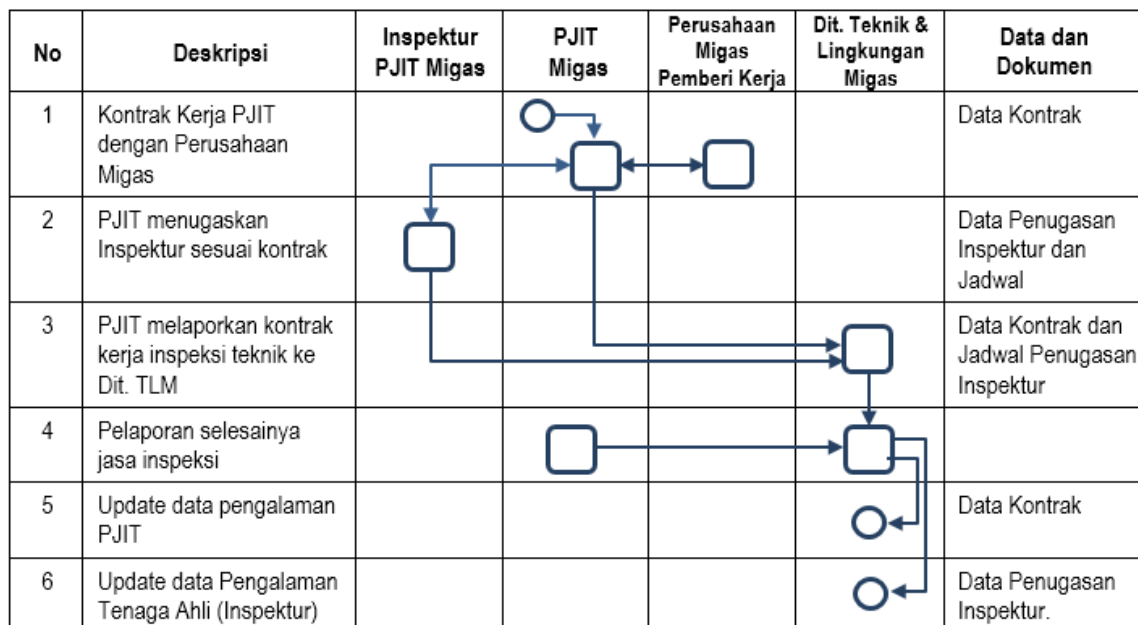 No
Deskripsi
Inspektur
PJIT Migas
PJIT
Migas
Perusahaan
Migas
Pemberi Kerja
Dit. Teknik &
Lingkungan
Migas
Data dan
Dokumen
1
Kontrak Kerja PJIT
dengan Perusahaan
Migas
Data Kontrak
2
PJIT menugaskan
Inspektur sesuai kontrak
Data Penugasan
Inspektur dan
Jadwal
3
PJIT melaporkan kontrak
kerja inspeksi teknik ke
Dit. TLM
Data Kontrak dan
Jadwal Penugasan
Inspektur
4
Pelaporan selesainya
jasa inspeksi
5
Update data pengalaman
PJIT
Data Kontrak
6
Update data Pengalaman
Tenaga Ahli (Inspektur)
Data Penugasan
Inspektur.